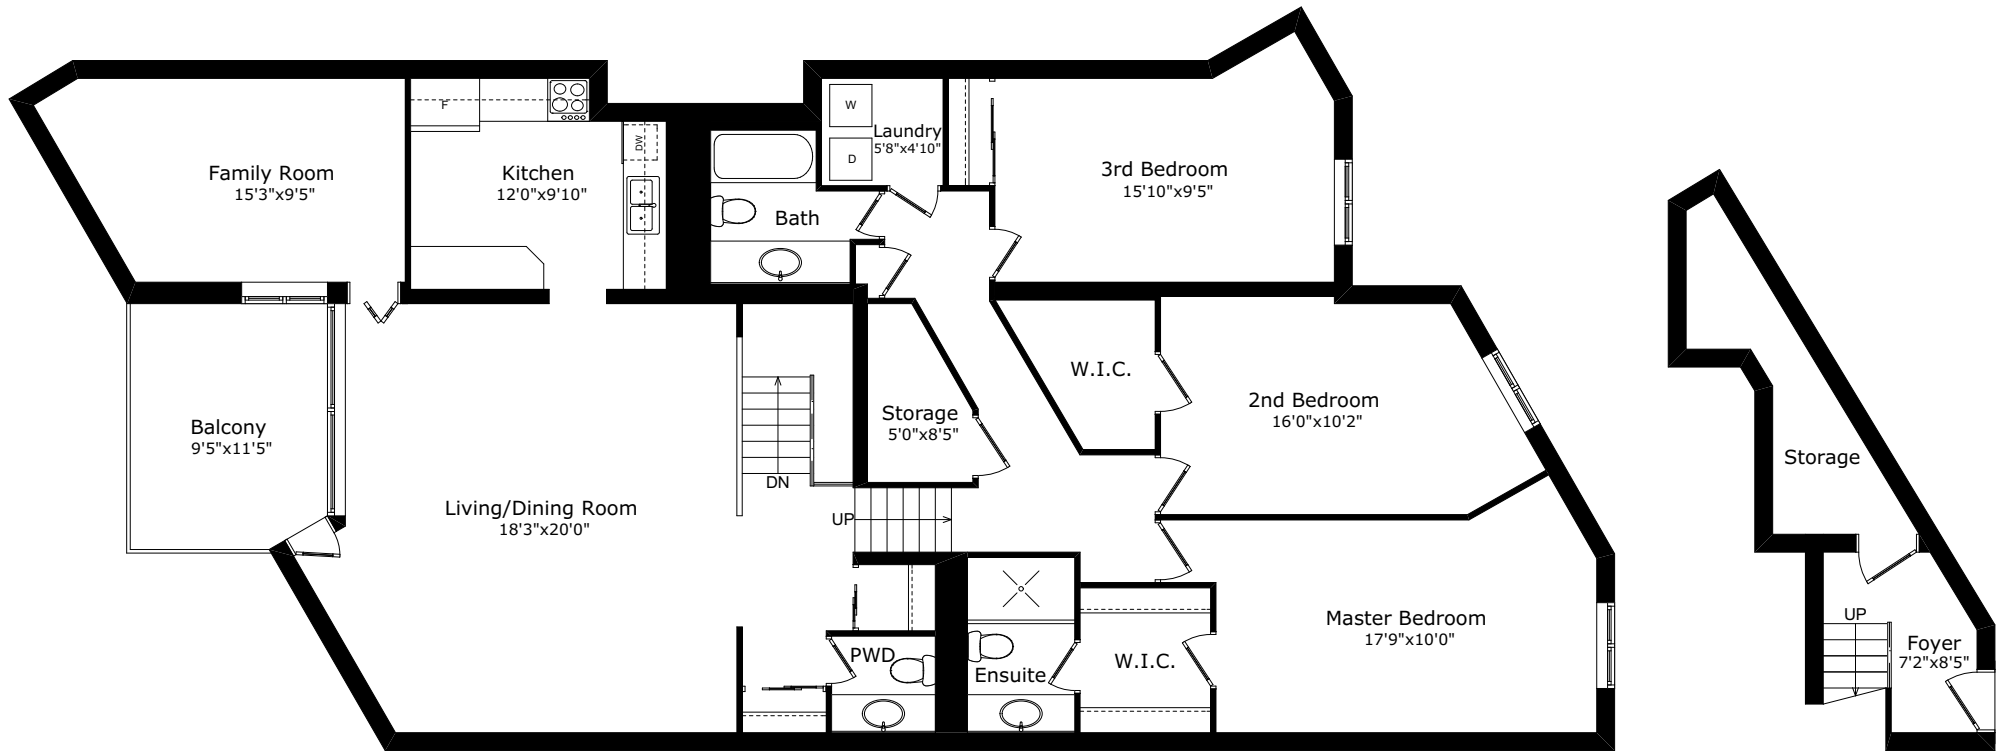 Family Room
15'3"x9'5"
F
Kitchen
12'0"x9'10"
DW
W
D
Laundry
5'8"x4'10"
Bath
3rd Bedroom
15'10"x9'5"
W.I.C.
2nd Bedroom
16'0"x10'2"
Storage
5'0"x8'5"
Balcony
9'5"x11'5"
DN
Living/Dining Room
18'3"x20'0"
UP
PWD
Ensuite
W.I.C.
Master Bedroom
17'9"x10'0"
Storage
UP
Foyer
7'2"x8'5"